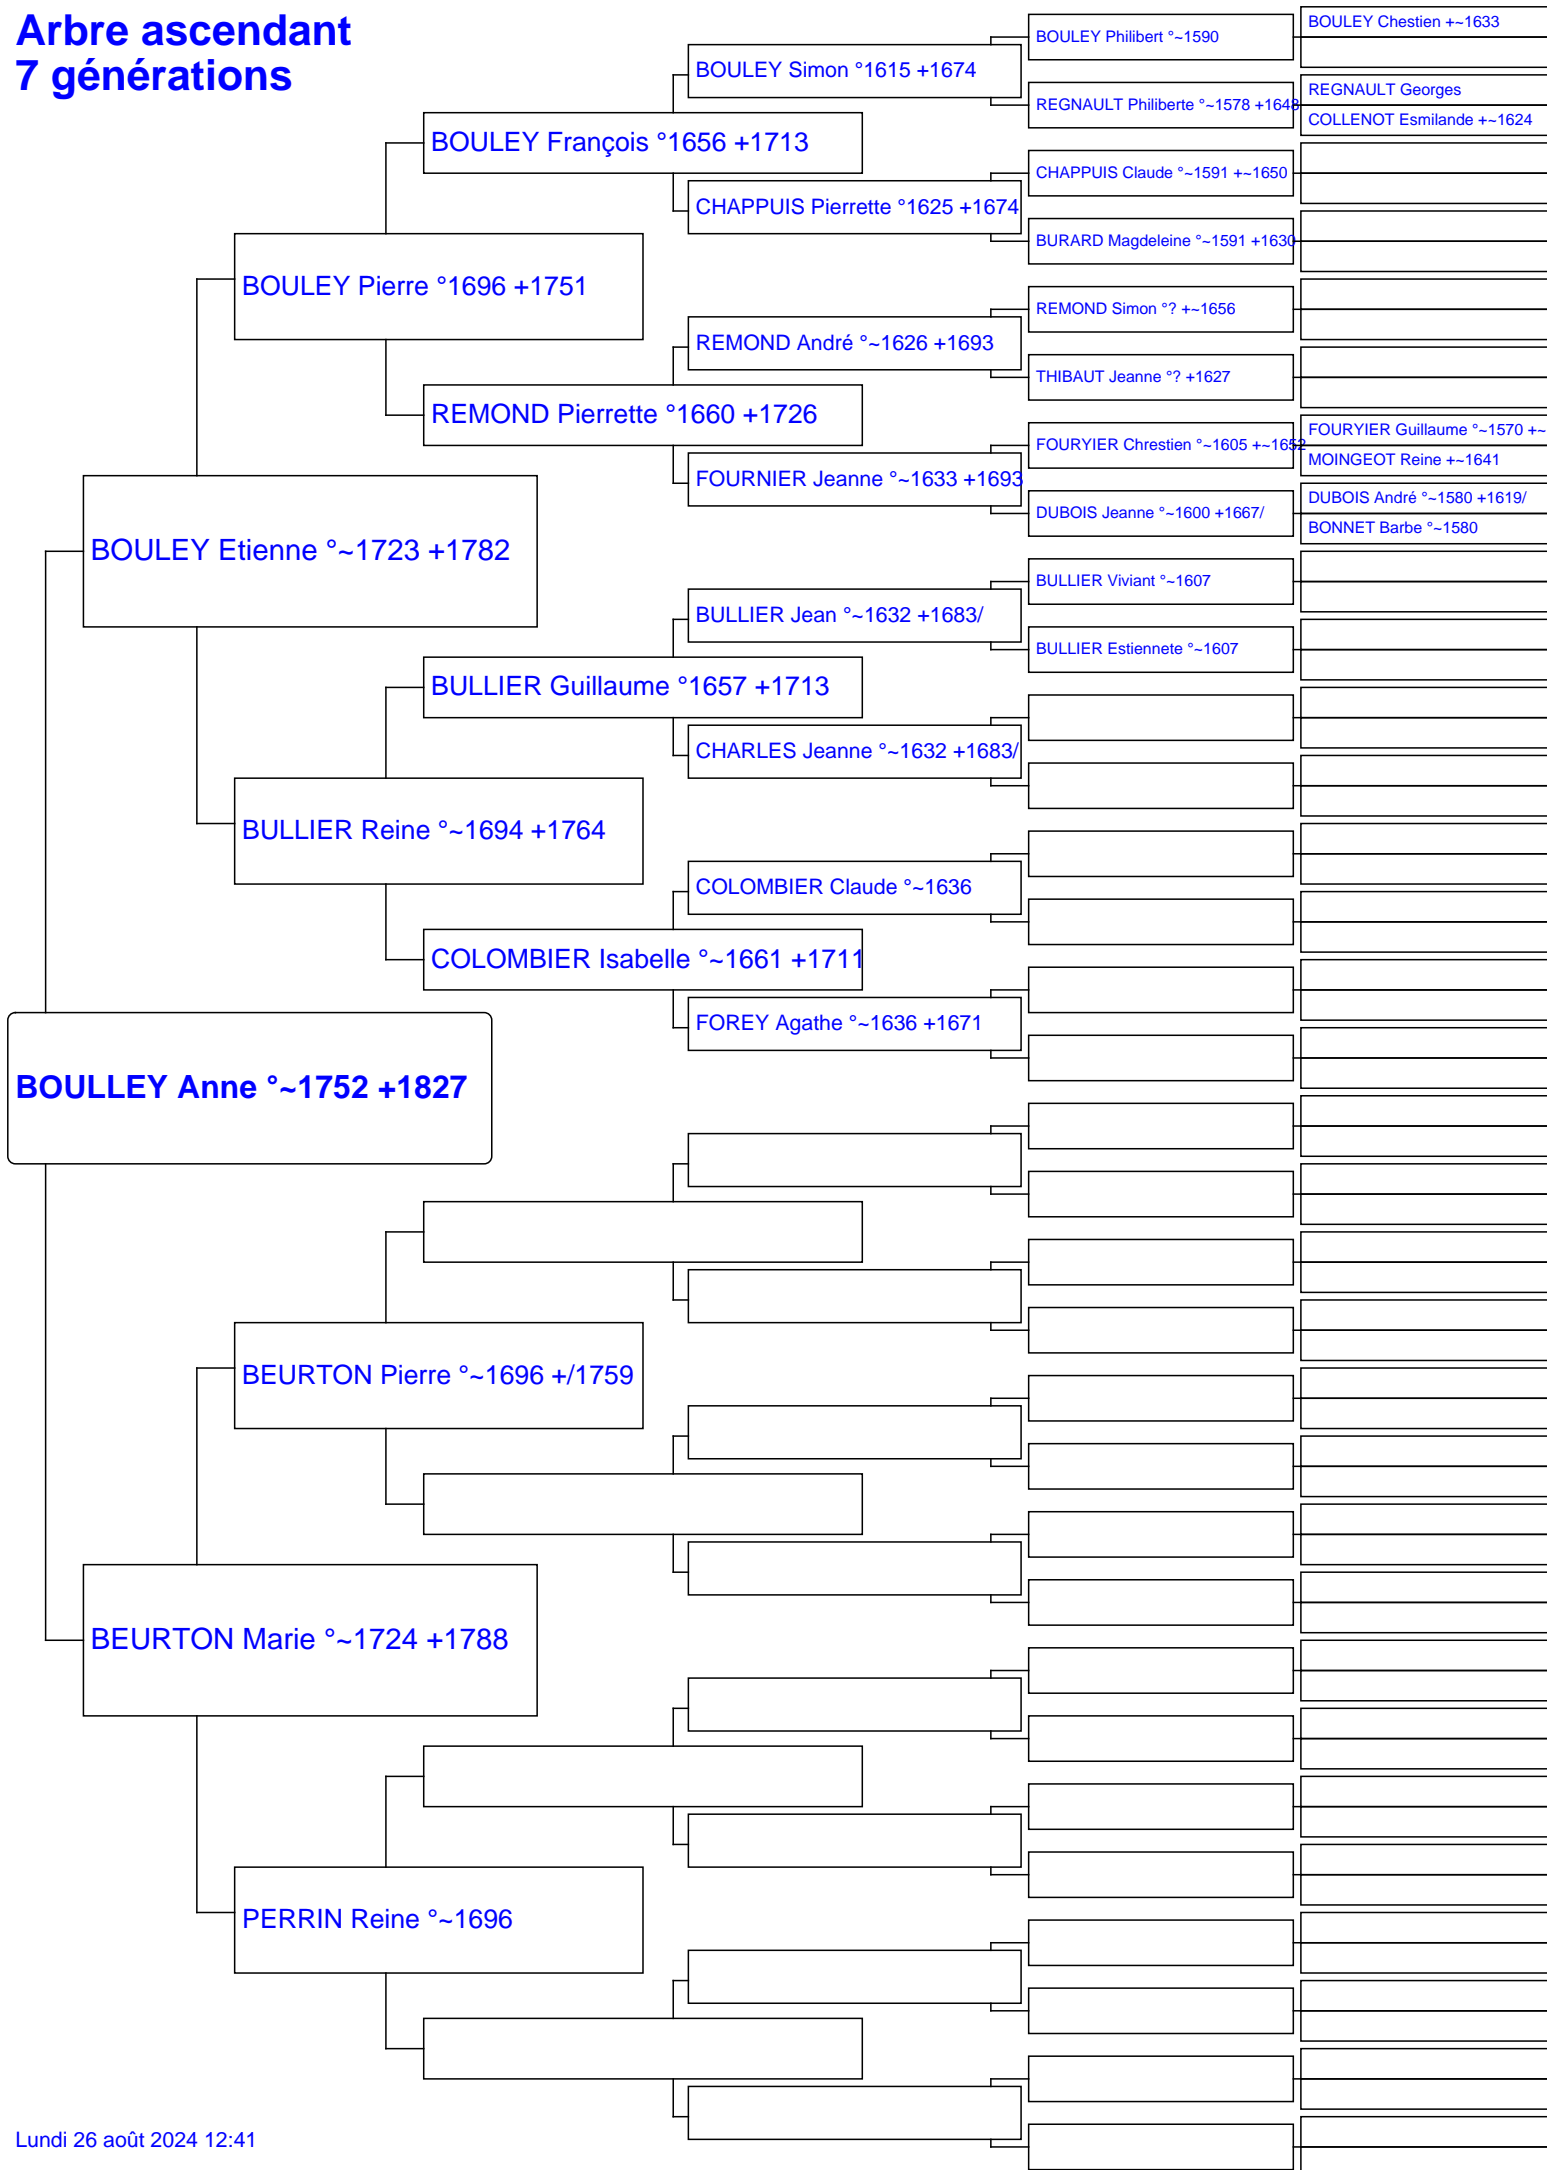 Arbre ascendant
7 générations
BOULLEY Anne °~1752 +1827
BOULEY Etienne °~1723 +1782
BEURTON Marie °~1724 +1788
BOULEY Pierre °1696 +1751
BULLIER Reine °~1694 +1764
BEURTON Pierre °~1696 +/1759
PERRIN Reine °~1696
BOULEY François °1656 +1713
REMOND Pierrette °1660 +1726
BULLIER Guillaume °1657 +1713
COLOMBIER Isabelle °~1661 +1711
BOULEY Simon °1615 +1674
CHAPPUIS Pierrette °1625 +1674
REMOND André °~1626 +1693
FOURNIER Jeanne °~1633 +1693
BULLIER Jean °~1632 +1683/
CHARLES Jeanne °~1632 +1683/
COLOMBIER Claude °~1636
FOREY Agathe °~1636 +1671
BOULEY Philibert °~1590
REGNAULT Philiberte °~1578 +1648
CHAPPUIS Claude °~1591 +~1650
BURARD Magdeleine °~1591 +1630
REMOND Simon °? +~1656
THIBAUT Jeanne °? +1627
FOURYIER Chrestien °~1605 +~1652
DUBOIS Jeanne °~1600 +1667/
BULLIER Viviant °~1607
BULLIER Estiennete °~1607
BOULEY Chestien +~1633
REGNAULT Georges
COLLENOT Esmilande +~1624
FOURYIER Guillaume °~1570 +~
MOINGEOT Reine +~1641
DUBOIS André °~1580 +1619/
BONNET Barbe °~1580
Lundi 26 août 2024 12:41